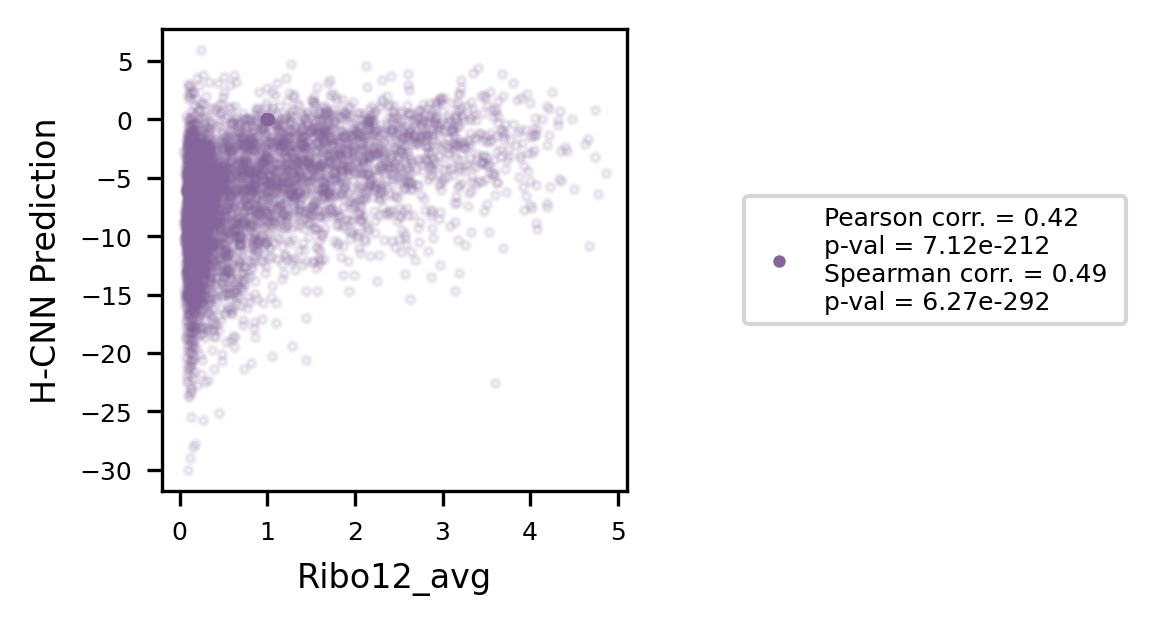 5
0
−5
−10
−15
−20
−25
−30
H-CNN Prediction
0 1 2 3 4 5
Ribo12_avg
Pearson corr. = 0.42
p-val = 7.12e-212
Spearman corr. = 0.49
p-val = 6.27e-292